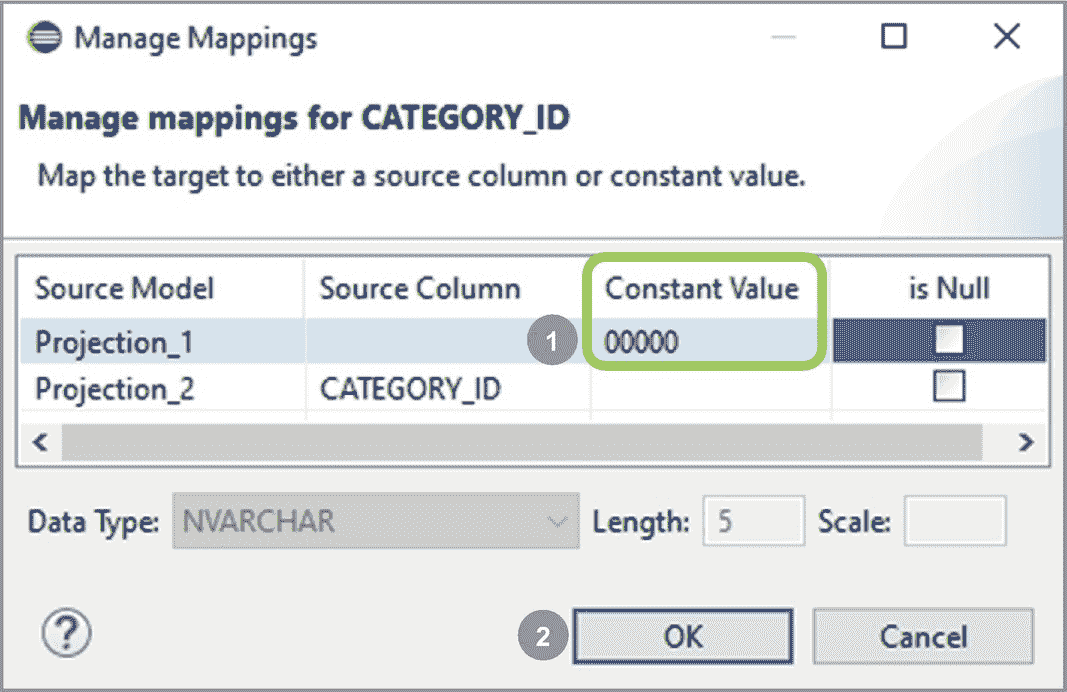 Manage Mappings
Manage mappings for CATEGORY_ID
Map the target to either a source column or constant value.
Source Model Source Column Constant Value is Null
Projection_1 1 00000
Projection_2 CATEGORY_ID
Data Type: NVARCHAR Length: 5 Scale:
? 2 OK Cancel